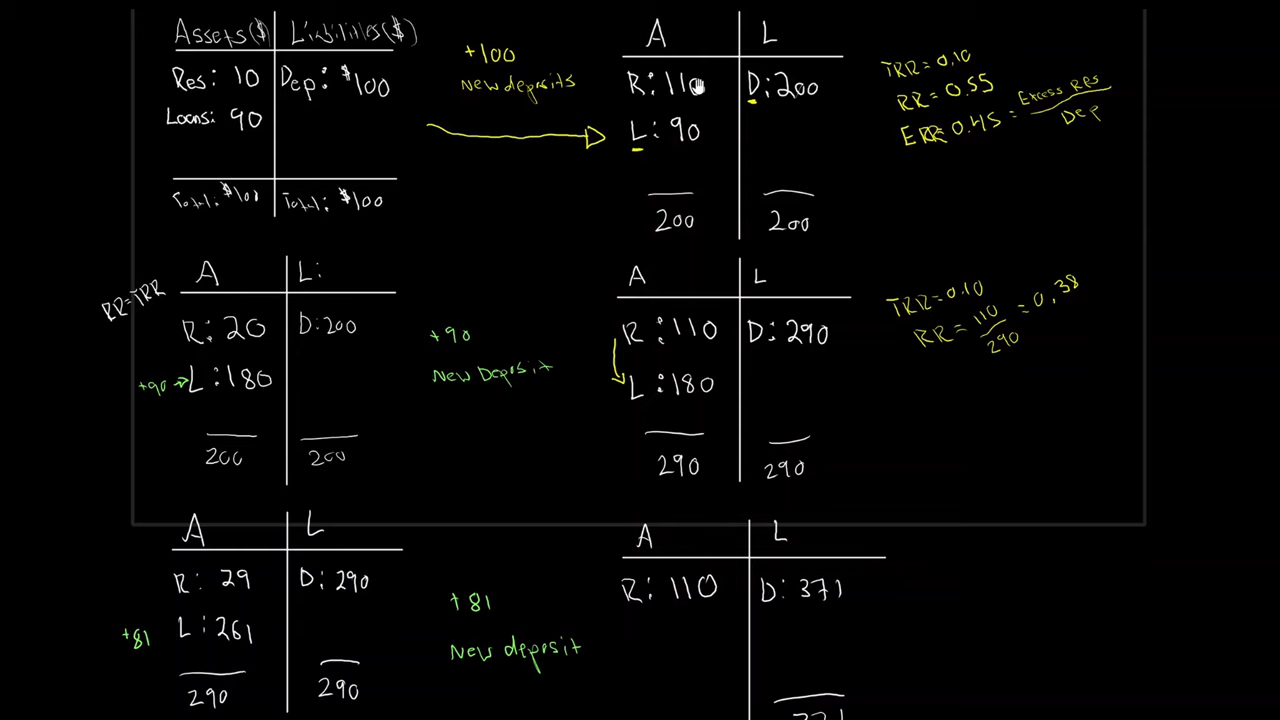 Assets($) Liabilities($)
Res: 10 Dep: $100
Loans: 90
Total: $100 Total: $100
+100
New deposits
A L
R: 110 D: 200
L: 90
200 200
TRR = 0.10
RR = 0.55
ERR = 0.45 = Excess Res
Dep
RR=TRR
A L:
R: 20 D: 200
+90 → L: 180
200 200
+90
New Deposit
A L
R: 110 D: 290
L: 180
290 290
TRR = 0.10
RR = 110 = 0.38
290
A L
R: 29 D: 290
+81 L: 261
290 290
+81
New deposit
A L
R: 110 D: 371